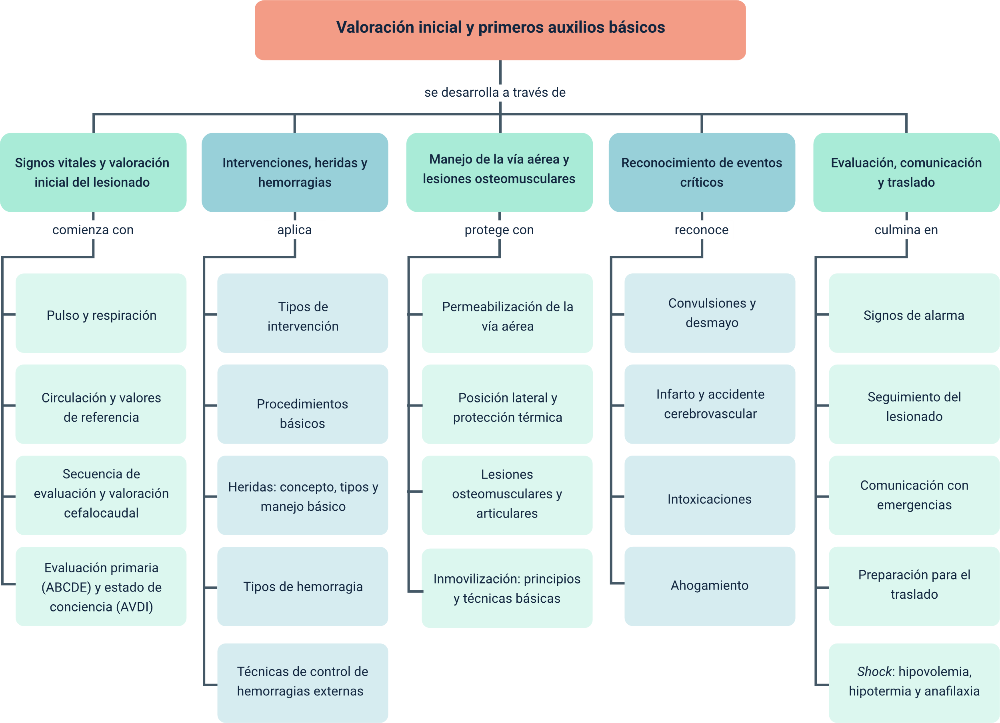 Valoración inicial y primeros auxilios básicos
se desarrolla a través de
Signos vitales y valoración
inicial del lesionado
comienza con
Pulso y respiración
Circulación y valores
de referencia
Secuencia de
evaluación y valoración
cefalocaudal
Evaluación primaria
(ABCDE) y estado de
conciencia (AVDI)
Intervenciones, heridas y
hemorragias
aplica
Tipos de
intervención
Procedimientos
básicos
Heridas: concepto, tipos y
manejo básico
Tipos de hemorragia
Técnicas de control de
hemorragias externas
Manejo de la vía aérea y
lesiones osteomusculares
protege con
Permeabilización de la
vía aérea
Posición lateral y
protección térmica
Lesiones
osteomusculares y
articulares
Inmovilización: principios
y técnicas básicas
Reconocimiento de eventos
críticos
reconoce
Convulsiones y
desmayo
Infarto y accidente
cerebrovascular
Intoxicaciones
Ahogamiento
Evaluación, comunicación
y traslado
culmina en
Signos de alarma
Seguimiento del
lesionado
Comunicación con
emergencias
Preparación para el
traslado
Shock: hipovolemia,
hipotermia y anafilaxia